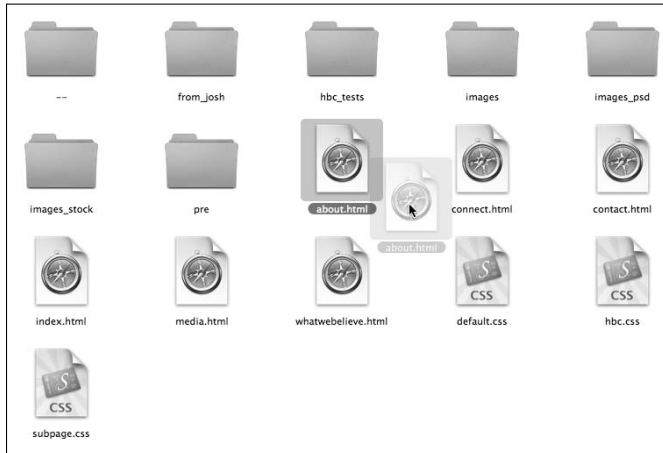 --
from_josh
hbc_tests
images
images_psd
images_stock
pre
about.html
about.html
connect.html
contact.html
index.html
media.html
whatwebelieve.html
default.css
hbc.css
CSS
CSS
subpage.css
CSS